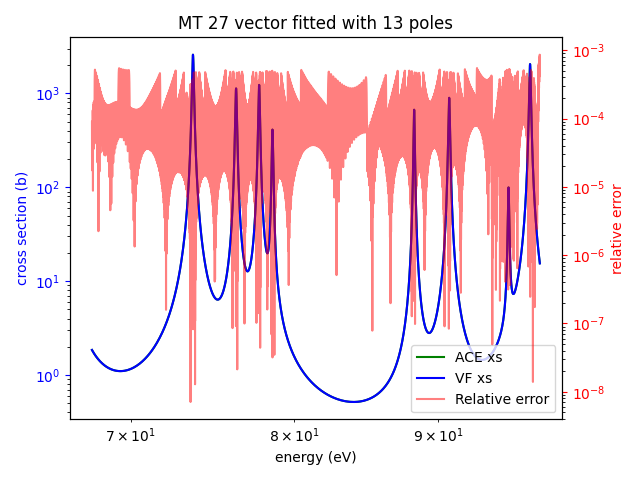 MT 27 vector fitted with 13 poles
cross section (b)
10³
10²
10¹
10⁰
10⁻³
10⁻⁴
10⁻⁵
10⁻⁶
10⁻⁷
10⁻⁸
relative error
ACE xs
VF xs
Relative error
7 × 10¹ 8 × 10¹ 9 × 10¹
energy (eV)